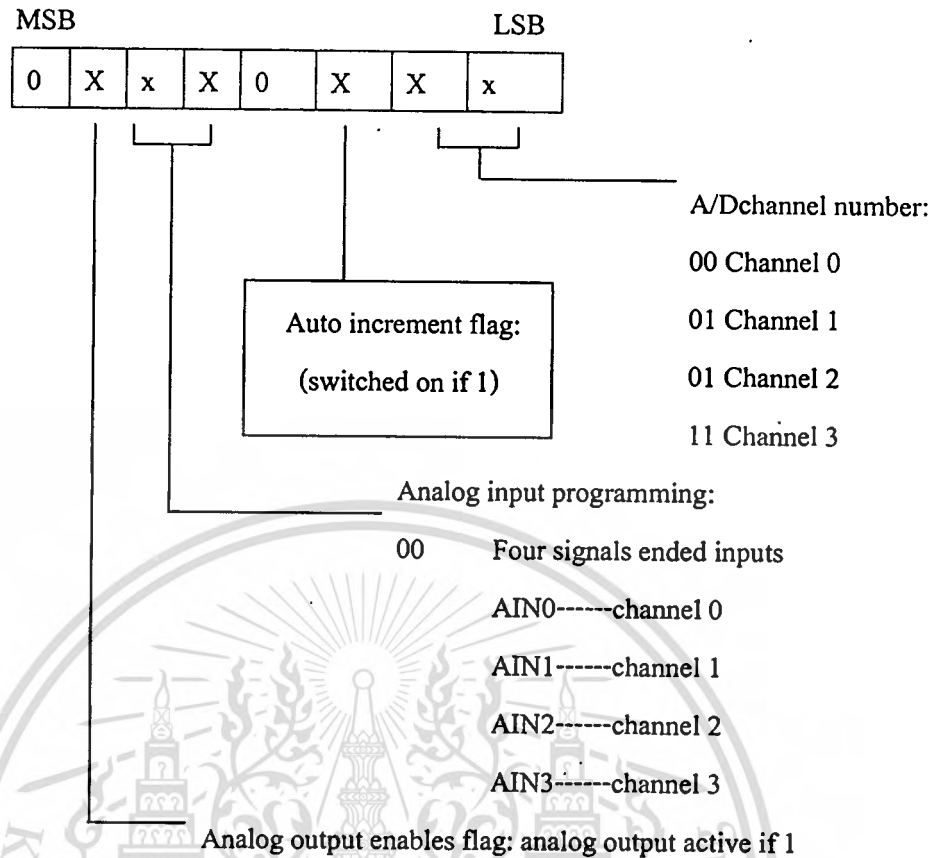 MSB LSB
0 X x X 0 X X x
A/Dchannel number:
00 Channel 0
01 Channel 1
01 Channel 2
11 Channel 3
Auto increment flag:
(switched on if 1)
Analog input programming:
00 Four signals ended inputs
AIN0------channel 0
AIN1------channel 1
AIN2------channel 2
AIN3------channel 3
Analog output enables flag: analog output active if 1